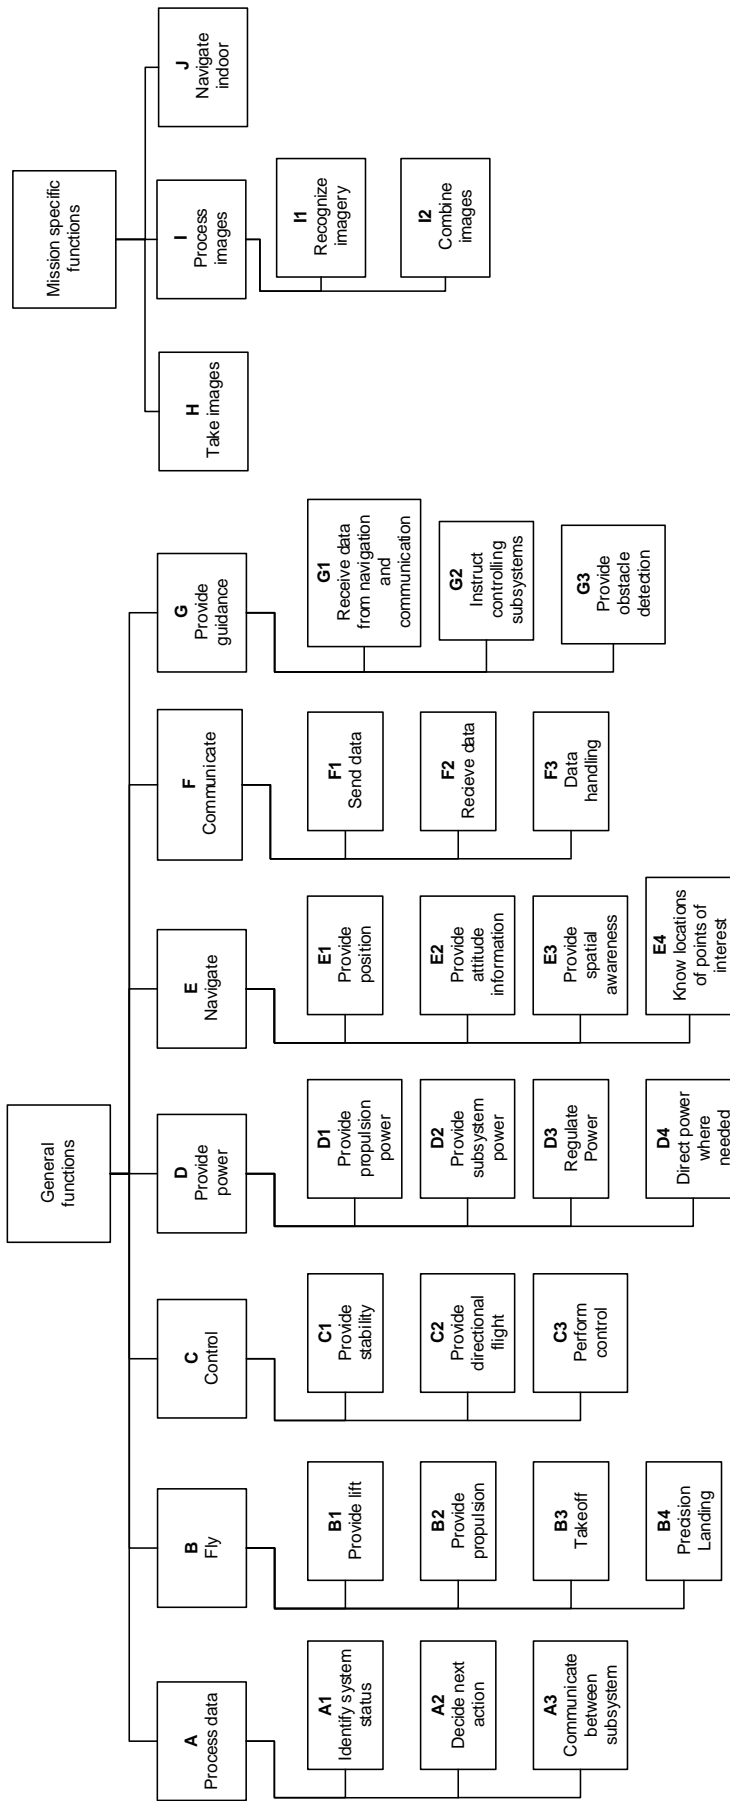 General
functions
A
Process data
A1
Identify system
status
A2
Decide next
action
A3
Communicate
between
subsystem
B
Fly
B1
Provide lift
B2
Provide
propulsion
B3
Takeoff
B4
Precision
Landing
C
Control
C1
Provide
stability
C2
Provide
directional
flight
C3
Perform
control
D
Provide
power
D1
Provide
propulsion
power
D2
Provide
subsystem
power
D3
Regulate
Power
D4
Direct power
where
needed
E
Navigate
E1
Provide
position
E2
Provide
attitude
information
E3
Provide
spatial
awareness
E4
Know locations
of points of
interest
F
Communicate
F1
Send data
F2
Recieve data
F3
Data
handling
G
Provide
guidance
G1
Receive data
from navigation
and
communication
G2
Instruct
controlling
subsystems
G3
Provide
obstacle
detection
Mission specific
functions
H
Take images
I
Process
images
I1
Recognize
imagery
I2
Combine
images
J
Navigate
indoor